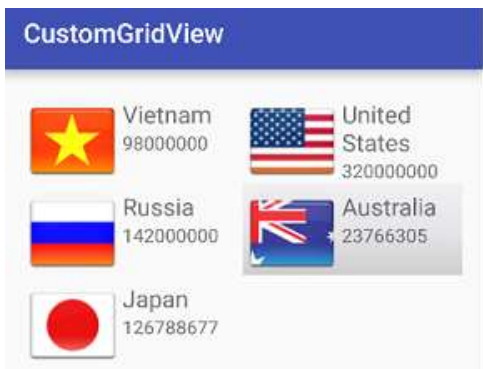 CustomGridView
Vietnam
98000000
United
States
320000000
Russia
142000000
Australia
23766305
Japan
126788677